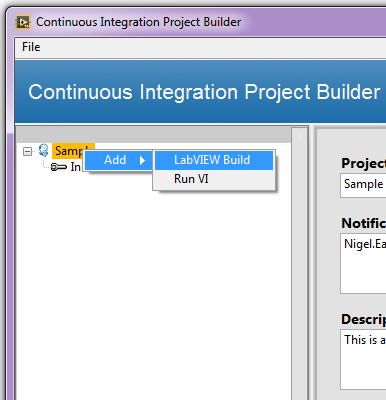 Continuous Integration Project Builder
File
Continuous Integration Project Builder
Sample
Add
LabVIEW Build
In
Run VI
Project
Sample
Notific
Nigel.Ea
Descrip
This is a